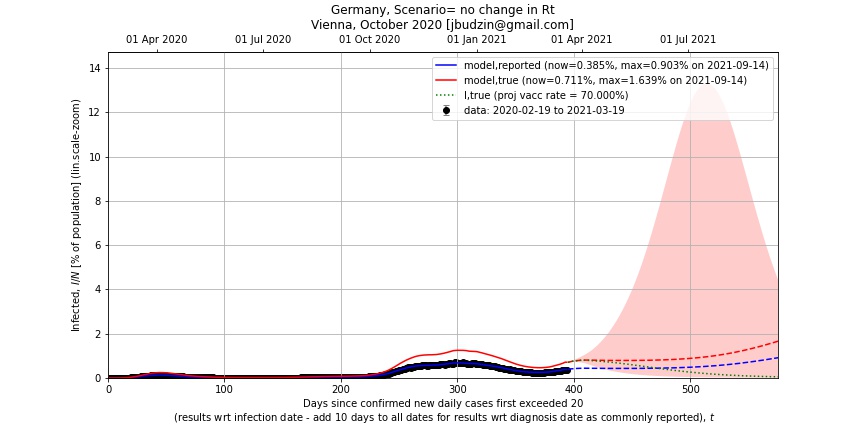 Germany, Scenario= no change in Rt
Vienna, October 2020 [jbudzin@gmail.com]
01 Apr 2020 01 Jul 2020 01 Oct 2020 01 Jan 2021 01 Apr 2021 01 Jul 2021
model,reported (now=0.385%, max=0.903% on 2021-09-14)
model,true (now=0.711%, max=1.639% on 2021-09-14)
I,true (proj vacc rate = 70.000%)
data: 2020-02-19 to 2021-03-19
Infected, I/N [% of population] (lin.scale-zoom)
14
12
10
8
6
4
2
0
0 100 200 300 400 500
Days since confirmed new daily cases first exceeded 20
(results wrt infection date - add 10 days to all dates for results wrt diagnosis date as commonly reported), t